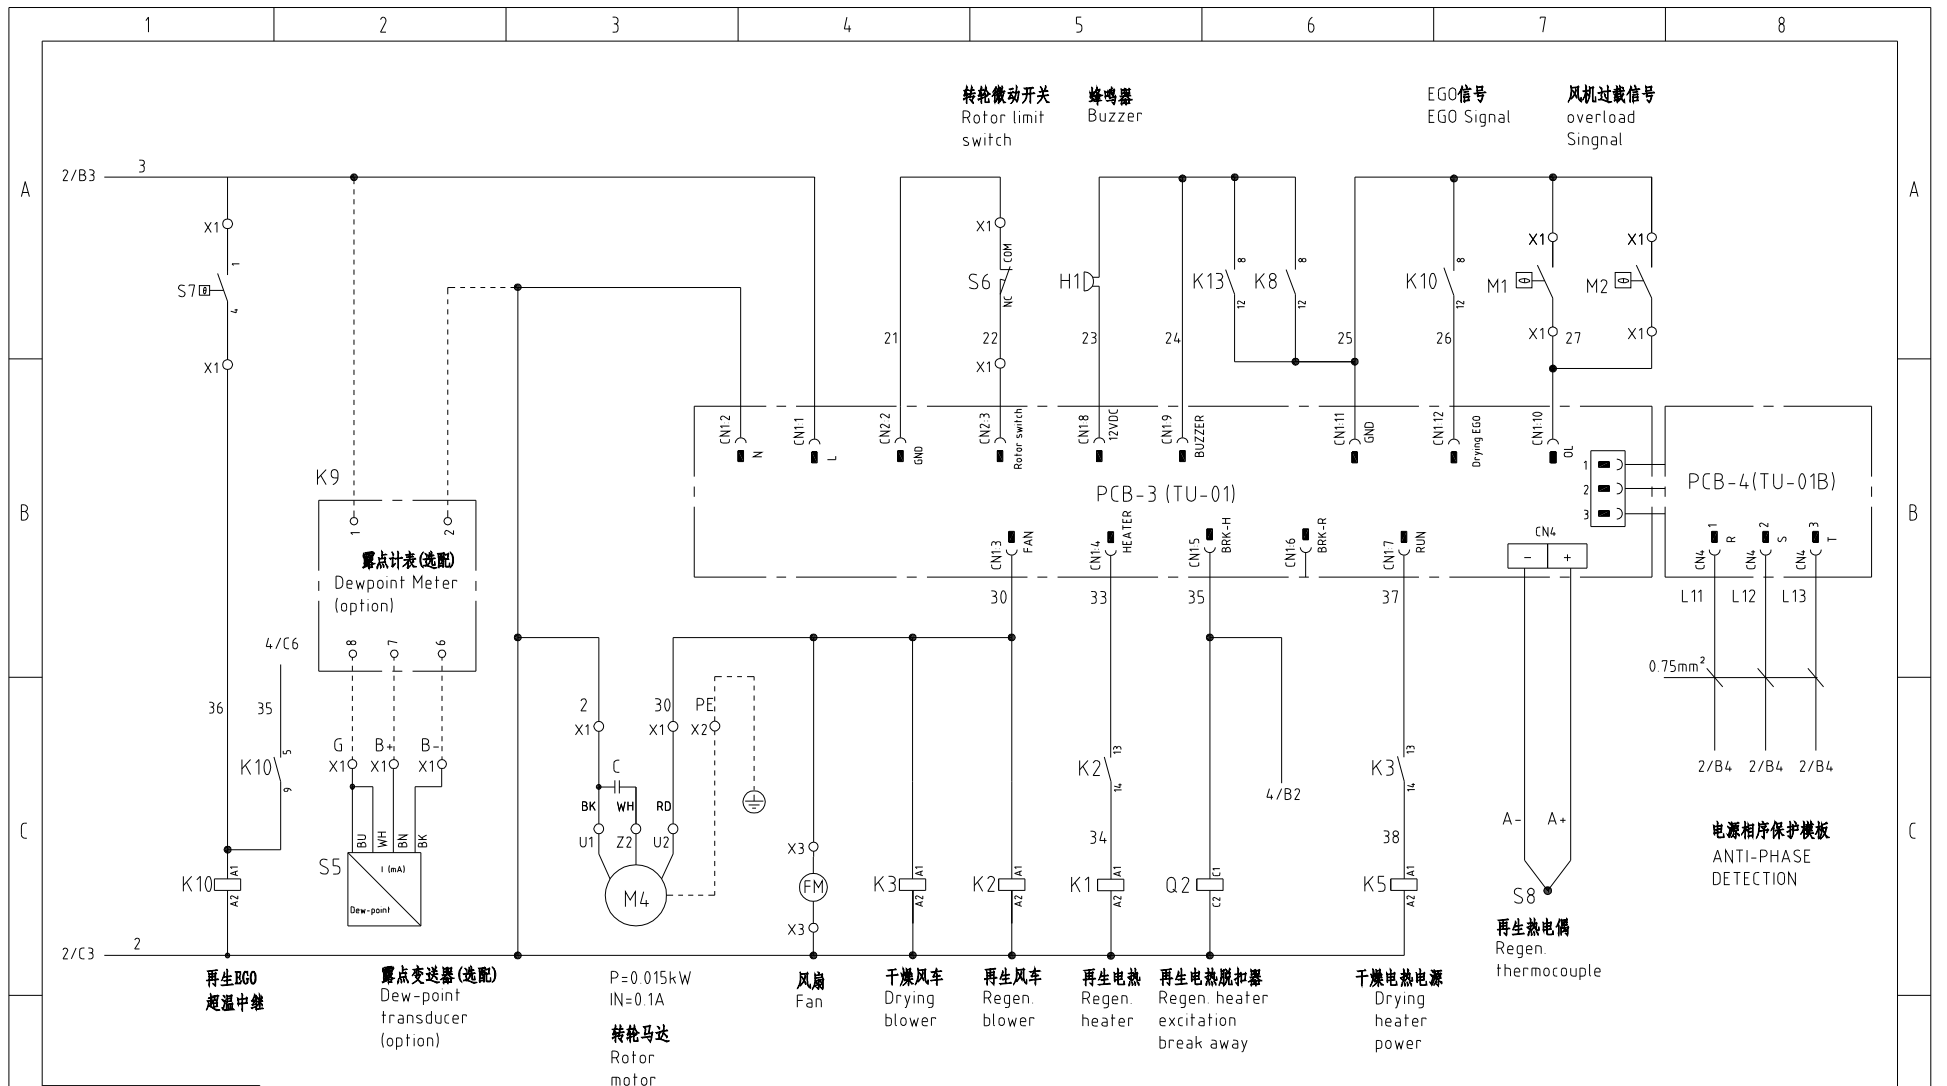 1 2 3 4 5 6 7 8
转轮微动开关
Rotor limit
switch
蜂鸣器
Buzzer
EGO信号
EGO Signal
风机过载信号
overload
Singnal
2/B3
3
A
A
X1
1
S7
θ
4
X1
X1
COM
S6
NC
22
X1
21
H1
23
24
K13
8
12
K8
8
12
25
K10
8
12
26
X1
M1
θ
X1
27
X1
M2
θ
X1
CN1:2
N
CN1:1
L
CN2:2
GND
CN2:3
Rotor switch
CN1:8
12VDC
CN1:9
BUZZER
CN1:11
GND
CN1:12
Drying EGO
CN1:10
OL
1
2
3
PCB-3 (TU-01)
PCB-4(TU-01B)
B
B
K9
1
2
露点计表(选配)
Dewpoint Meter
(option)
8
7
6
CN1:3
FAN
CN1:4
HEATER
CN1:5
BRK-H
CN1:6
BRK-R
CN1:7
RUN
CN4
- +
CN4
1
R
CN4
2
S
CN4
3
T
30
33
35
37
L11
L12
L13
0.75mm²
2/B4
2/B4
2/B4
4/C6
36
35
K10
5
9
G
B+
B-
X1
X1
X1
BU
WH
BN
BK
S5
I (mA)
Dew-point
2
30
PE
X1
X1
X2
C
BK
WH
RD
U1
Z2
U2
M4
X3
FM
X3
K2
13
14
34
4/B2
K3
13
14
38
A-
A+
S8
C
C
K10
A1
A2
K3
A1
A2
K2
A1
A2
K1
A1
A2
Q2
C1
C2
K5
A1
A2
2/C3
2
再生EGO
超温中继
露点变送器(选配)
Dew-point
transducer
(option)
P=0.015kW
IN=0.1A
转轮马达
Rotor
motor
风扇
Fan
干燥风车
Drying
blower
再生风车
Regen.
blower
再生电热
Regen.
heater
再生电热脱扣器
Regen. heater
excitation
break away
干燥电热电源
Drying
heater
power
再生热电偶
Regen.
thermocouple
电源相序保护模板
ANTI-PHASE
DETECTION